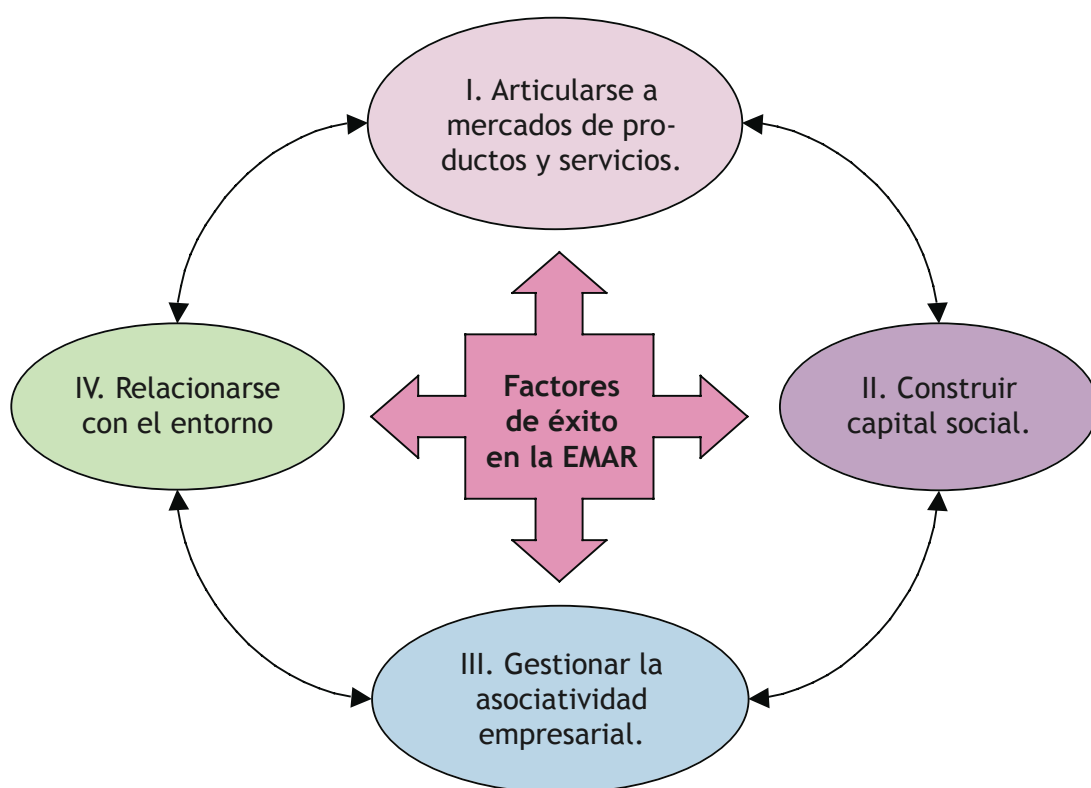 I. Articularse a
mercados de pro-
ductos y servicios.
IV. Relacionarse
con el entorno
Factores
de éxito
en la EMAR
II. Construir
capital social.
III. Gestionar la
asociatividad
empresarial.